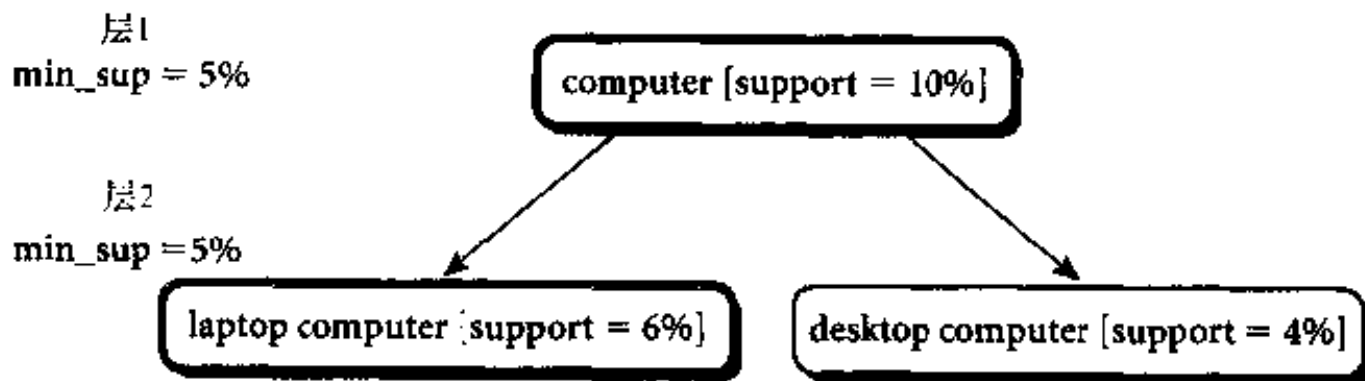 层1
min_sup = 5%
computer [support = 10%]
层2
min_sup =5%
laptop computer [support = 6%]
desktop computer [support = 4%]